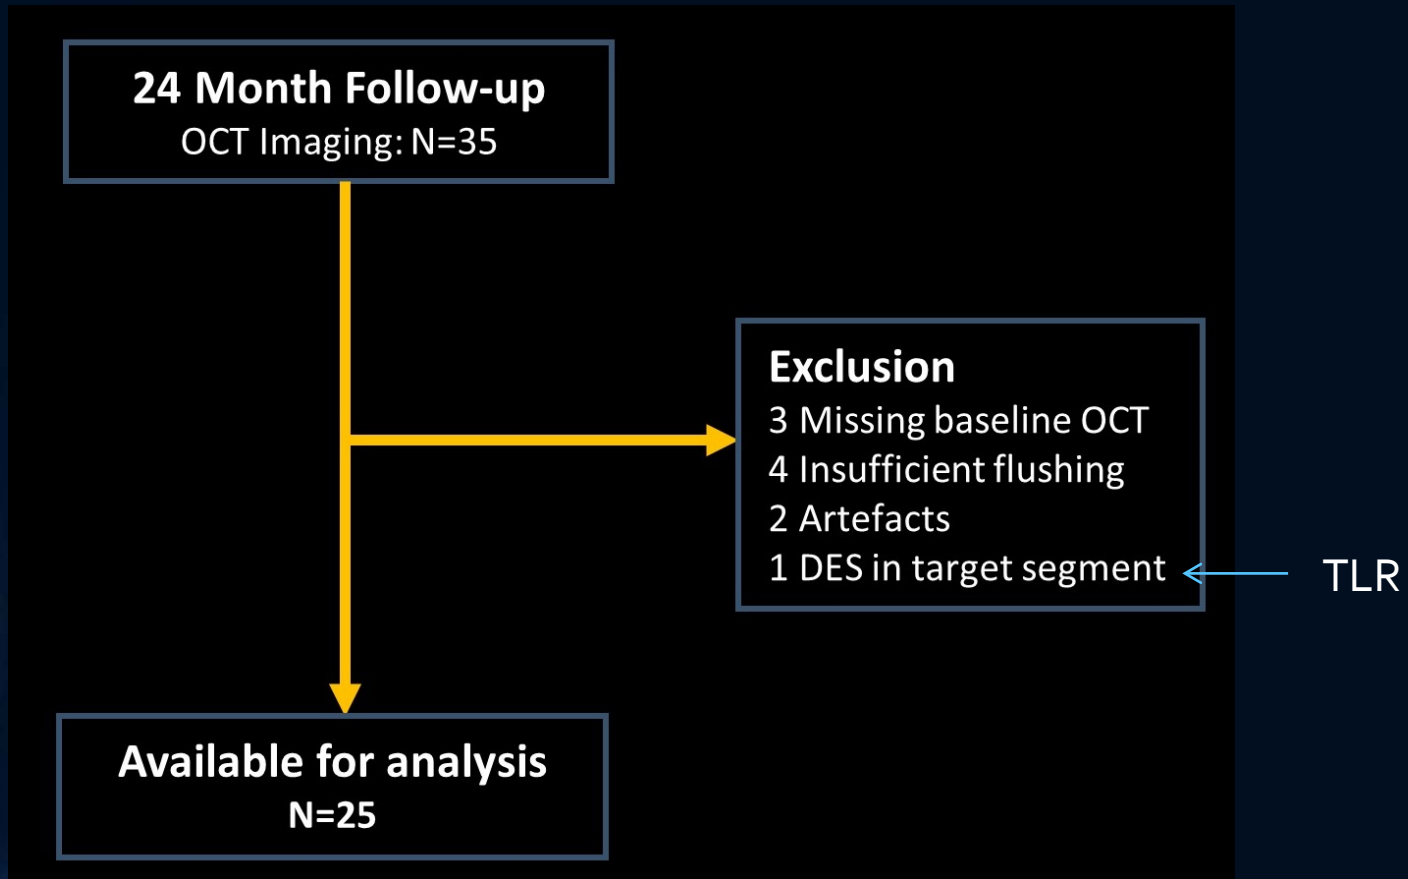 24 Month Follow-up
OCT Imaging: N=35
Exclusion
3 Missing baseline OCT
4 Insufficient flushing
2 Artefacts
1 DES in target segment
TLR
Available for analysis
N=25